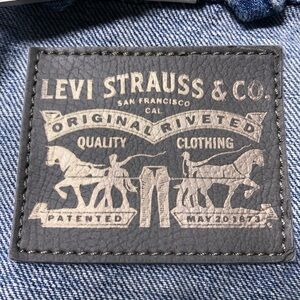 LEVI STRAUSS & CO.
SAN FRANCISCO
CAL
ORIGINAL RIVETED
QUALITY CLOTHING
PATENTED MAY 20 1873